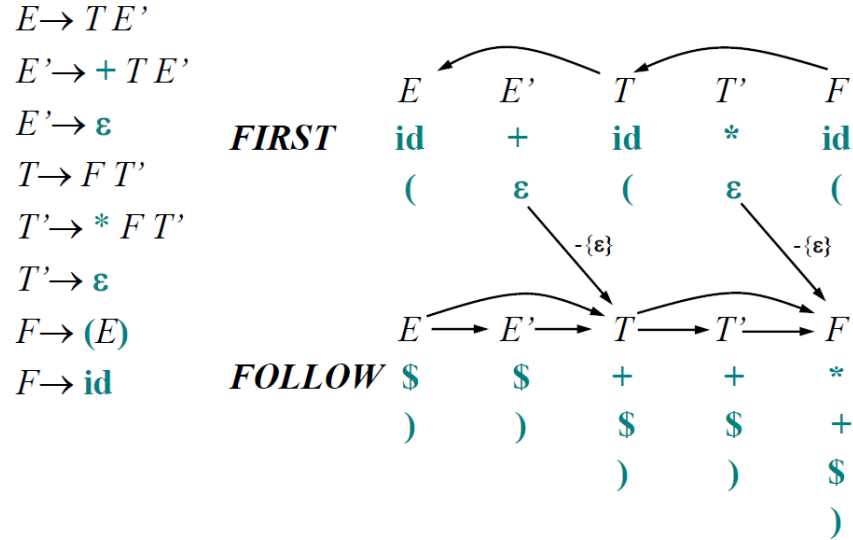 E→ T E’
E’→ + T E’
E’→ ε
T→ F T’
T’→ * F T’
T’→ ε
F→ (E)
F→ id
E E’ T T’ F
FIRST id + id * id
( ε ( ε (
-{ε} -{ε}
E E’ T T’ F
FOLLOW $ $ + + *
) ) $ $ +
) ) $
)